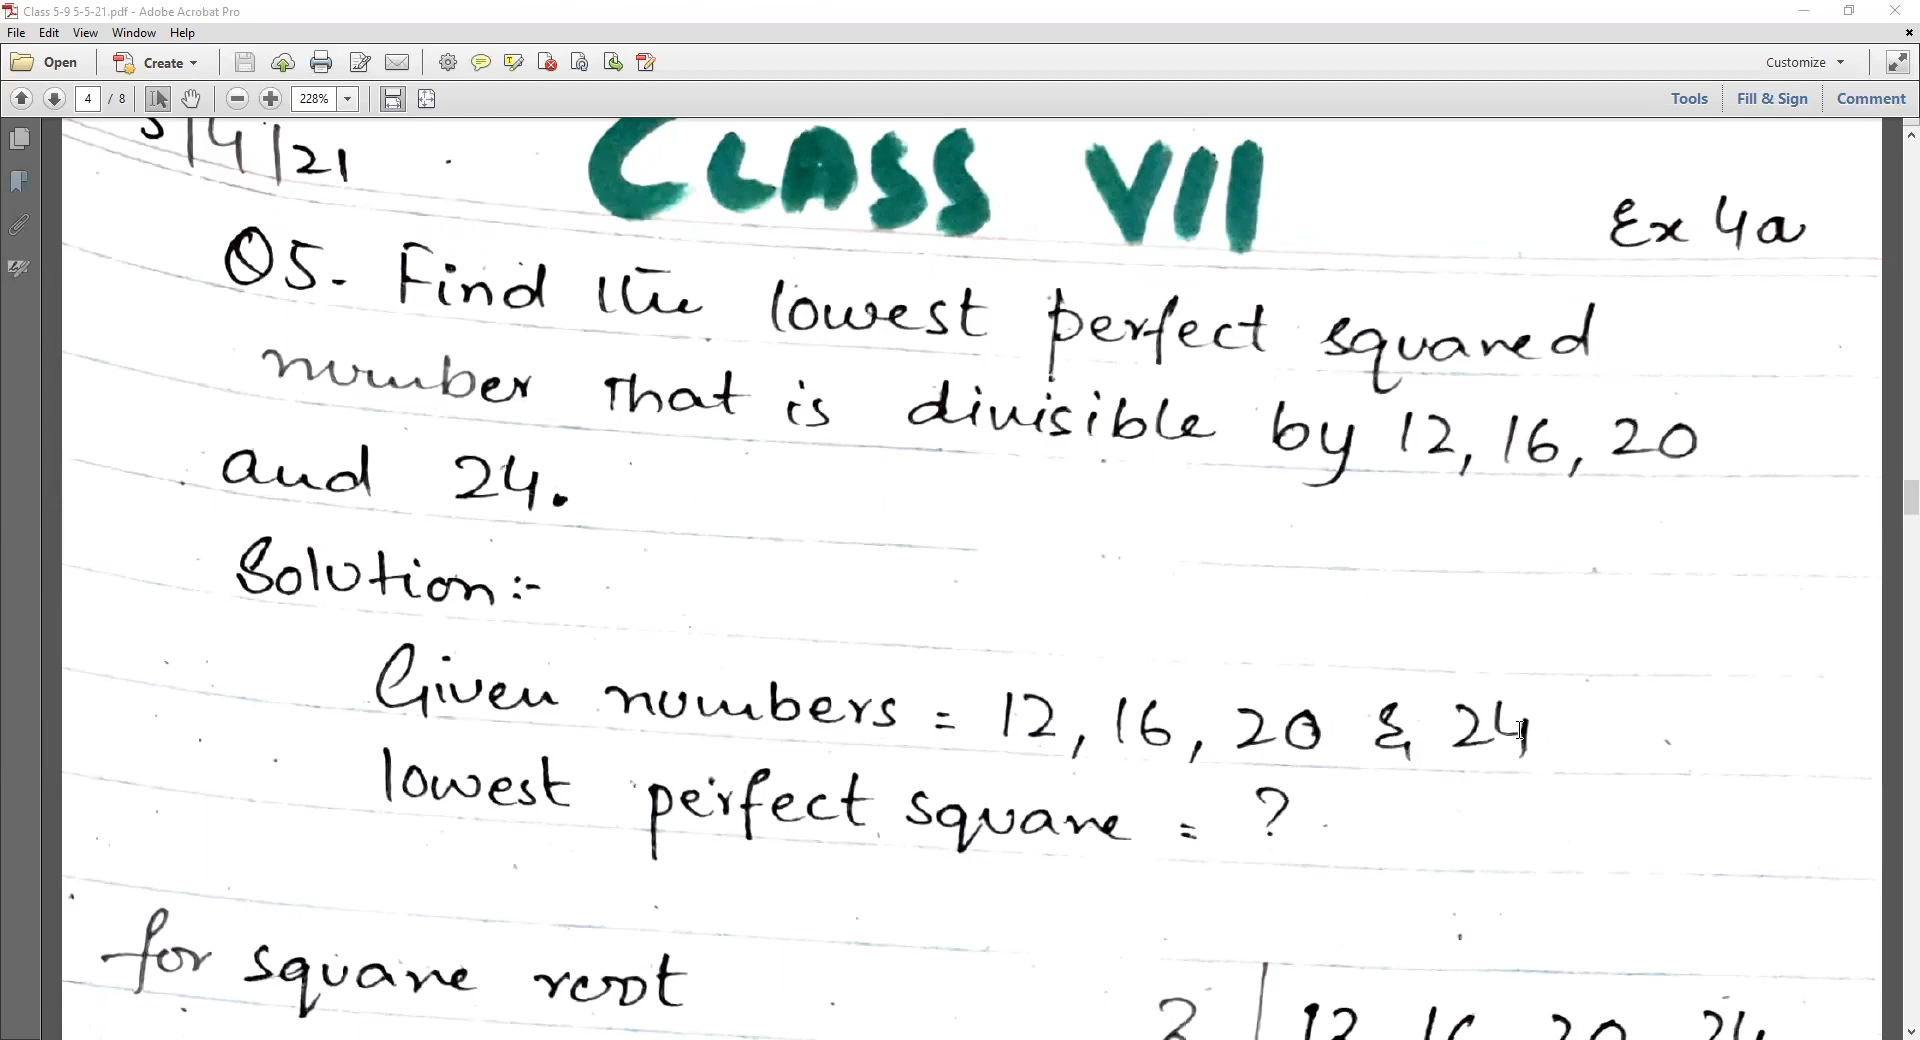 Class 5-9 5-5-21.pdf - Adobe Acrobat Pro
File Edit View Window Help
Open Create Customize
4 / 8 228% Tools Fill & Sign Comment
/4/21 CLASS VII
Ex 4a
Q5- Find the lowest perfect squared
number that is divisible by 12, 16, 20
and 24.
Solution:-
Given numbers = 12, 16, 20 & 24
lowest perfect square = ?
for square root
2 12 16 20 24